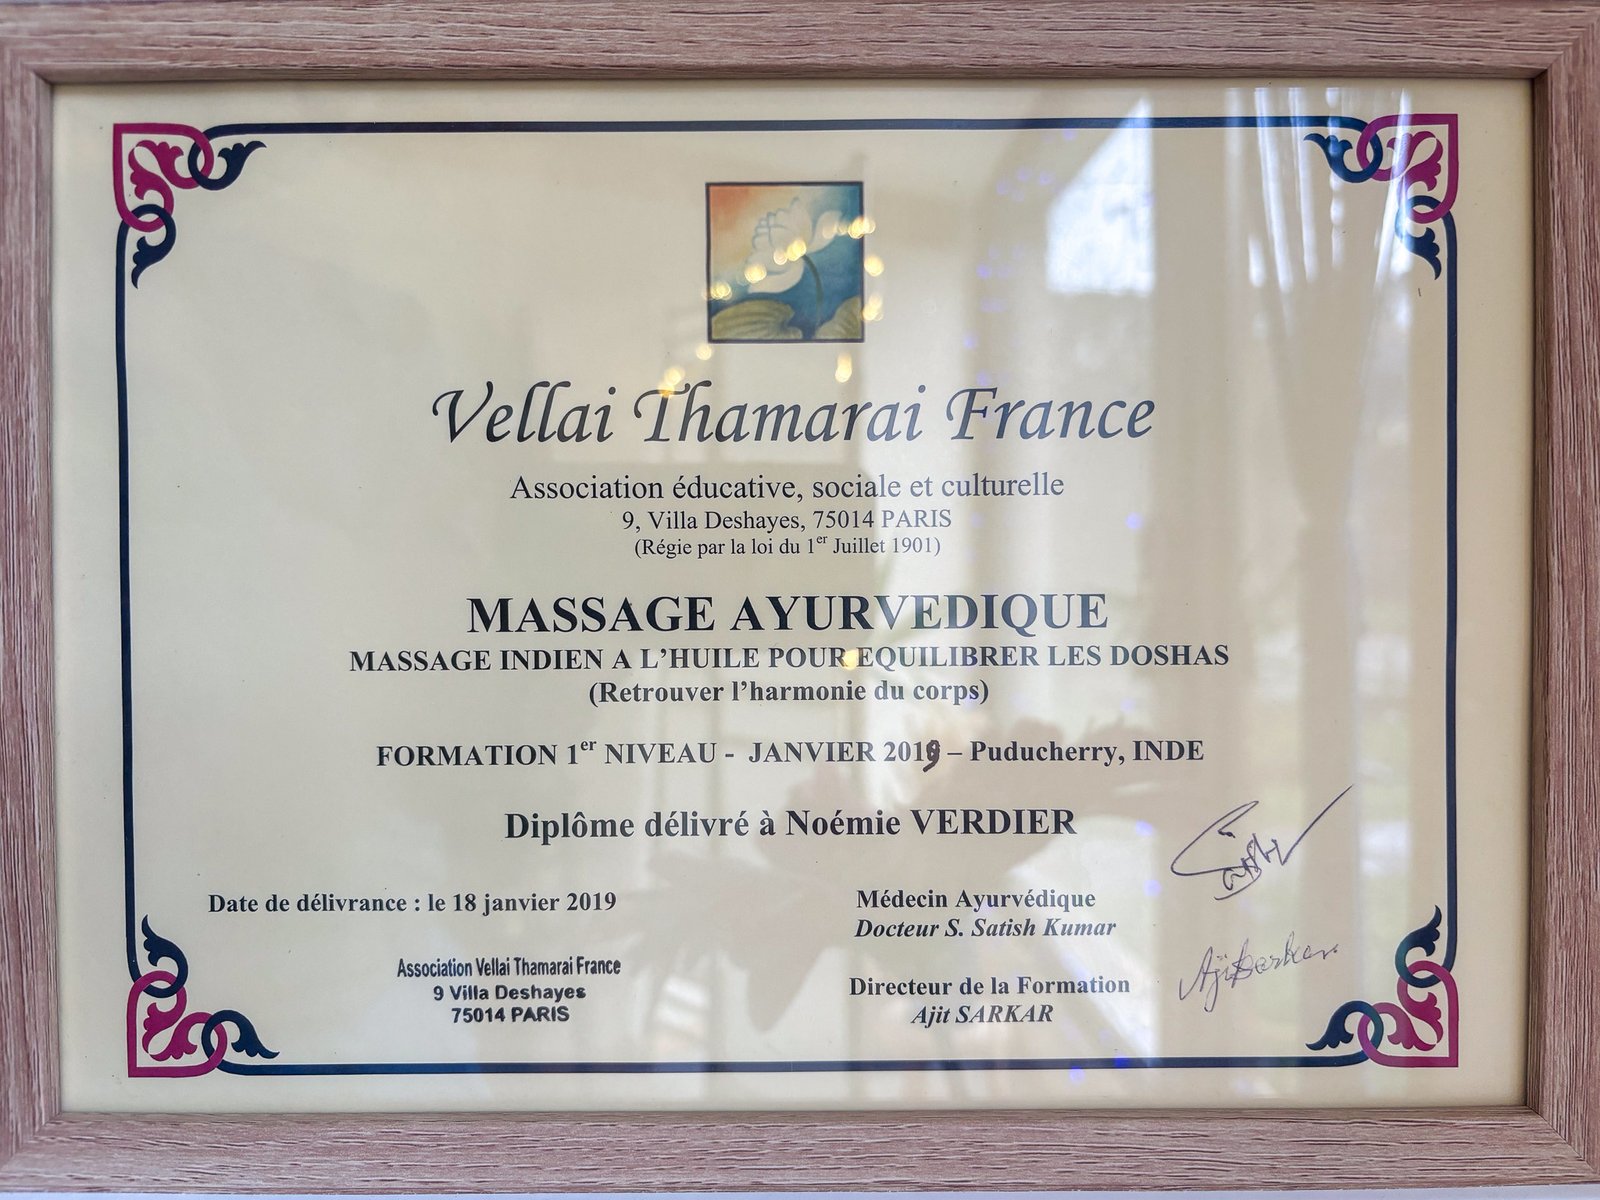 Vellai Thamarai France
Association éducative, sociale et culturelle
9, Villa Deshayes, 75014 PARIS
(Régie par la loi du 1er Juillet 1901)
MASSAGE AYURVEDIQUE
MASSAGE INDIEN A L'HUILE POUR EQUILIBRER LES DOSHAS
(Retrouver l'harmonie du corps)
FORMATION 1er NIVEAU - JANVIER 2019 – Puducherry, INDE
Diplôme délivré à Noémie VERDIER
Date de délivrance : le 18 janvier 2019
Association Vellai Thamarai France
9 Villa Deshayes
75014 PARIS
Médecin Ayurvédique
Docteur S. Satish Kumar
Directeur de la Formation
Ajit SARKAR
Ajit Sarkar